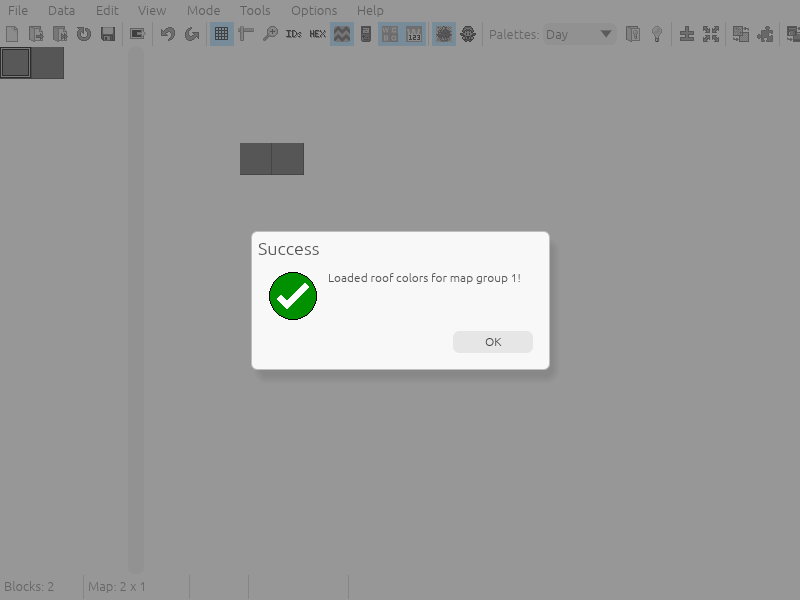 File Data Edit View Mode Tools Options Help
IDs HEX 123 Palettes: Day
Success
Loaded roof colors for map group 1!
OK
Blocks: 2 Map: 2 x 1